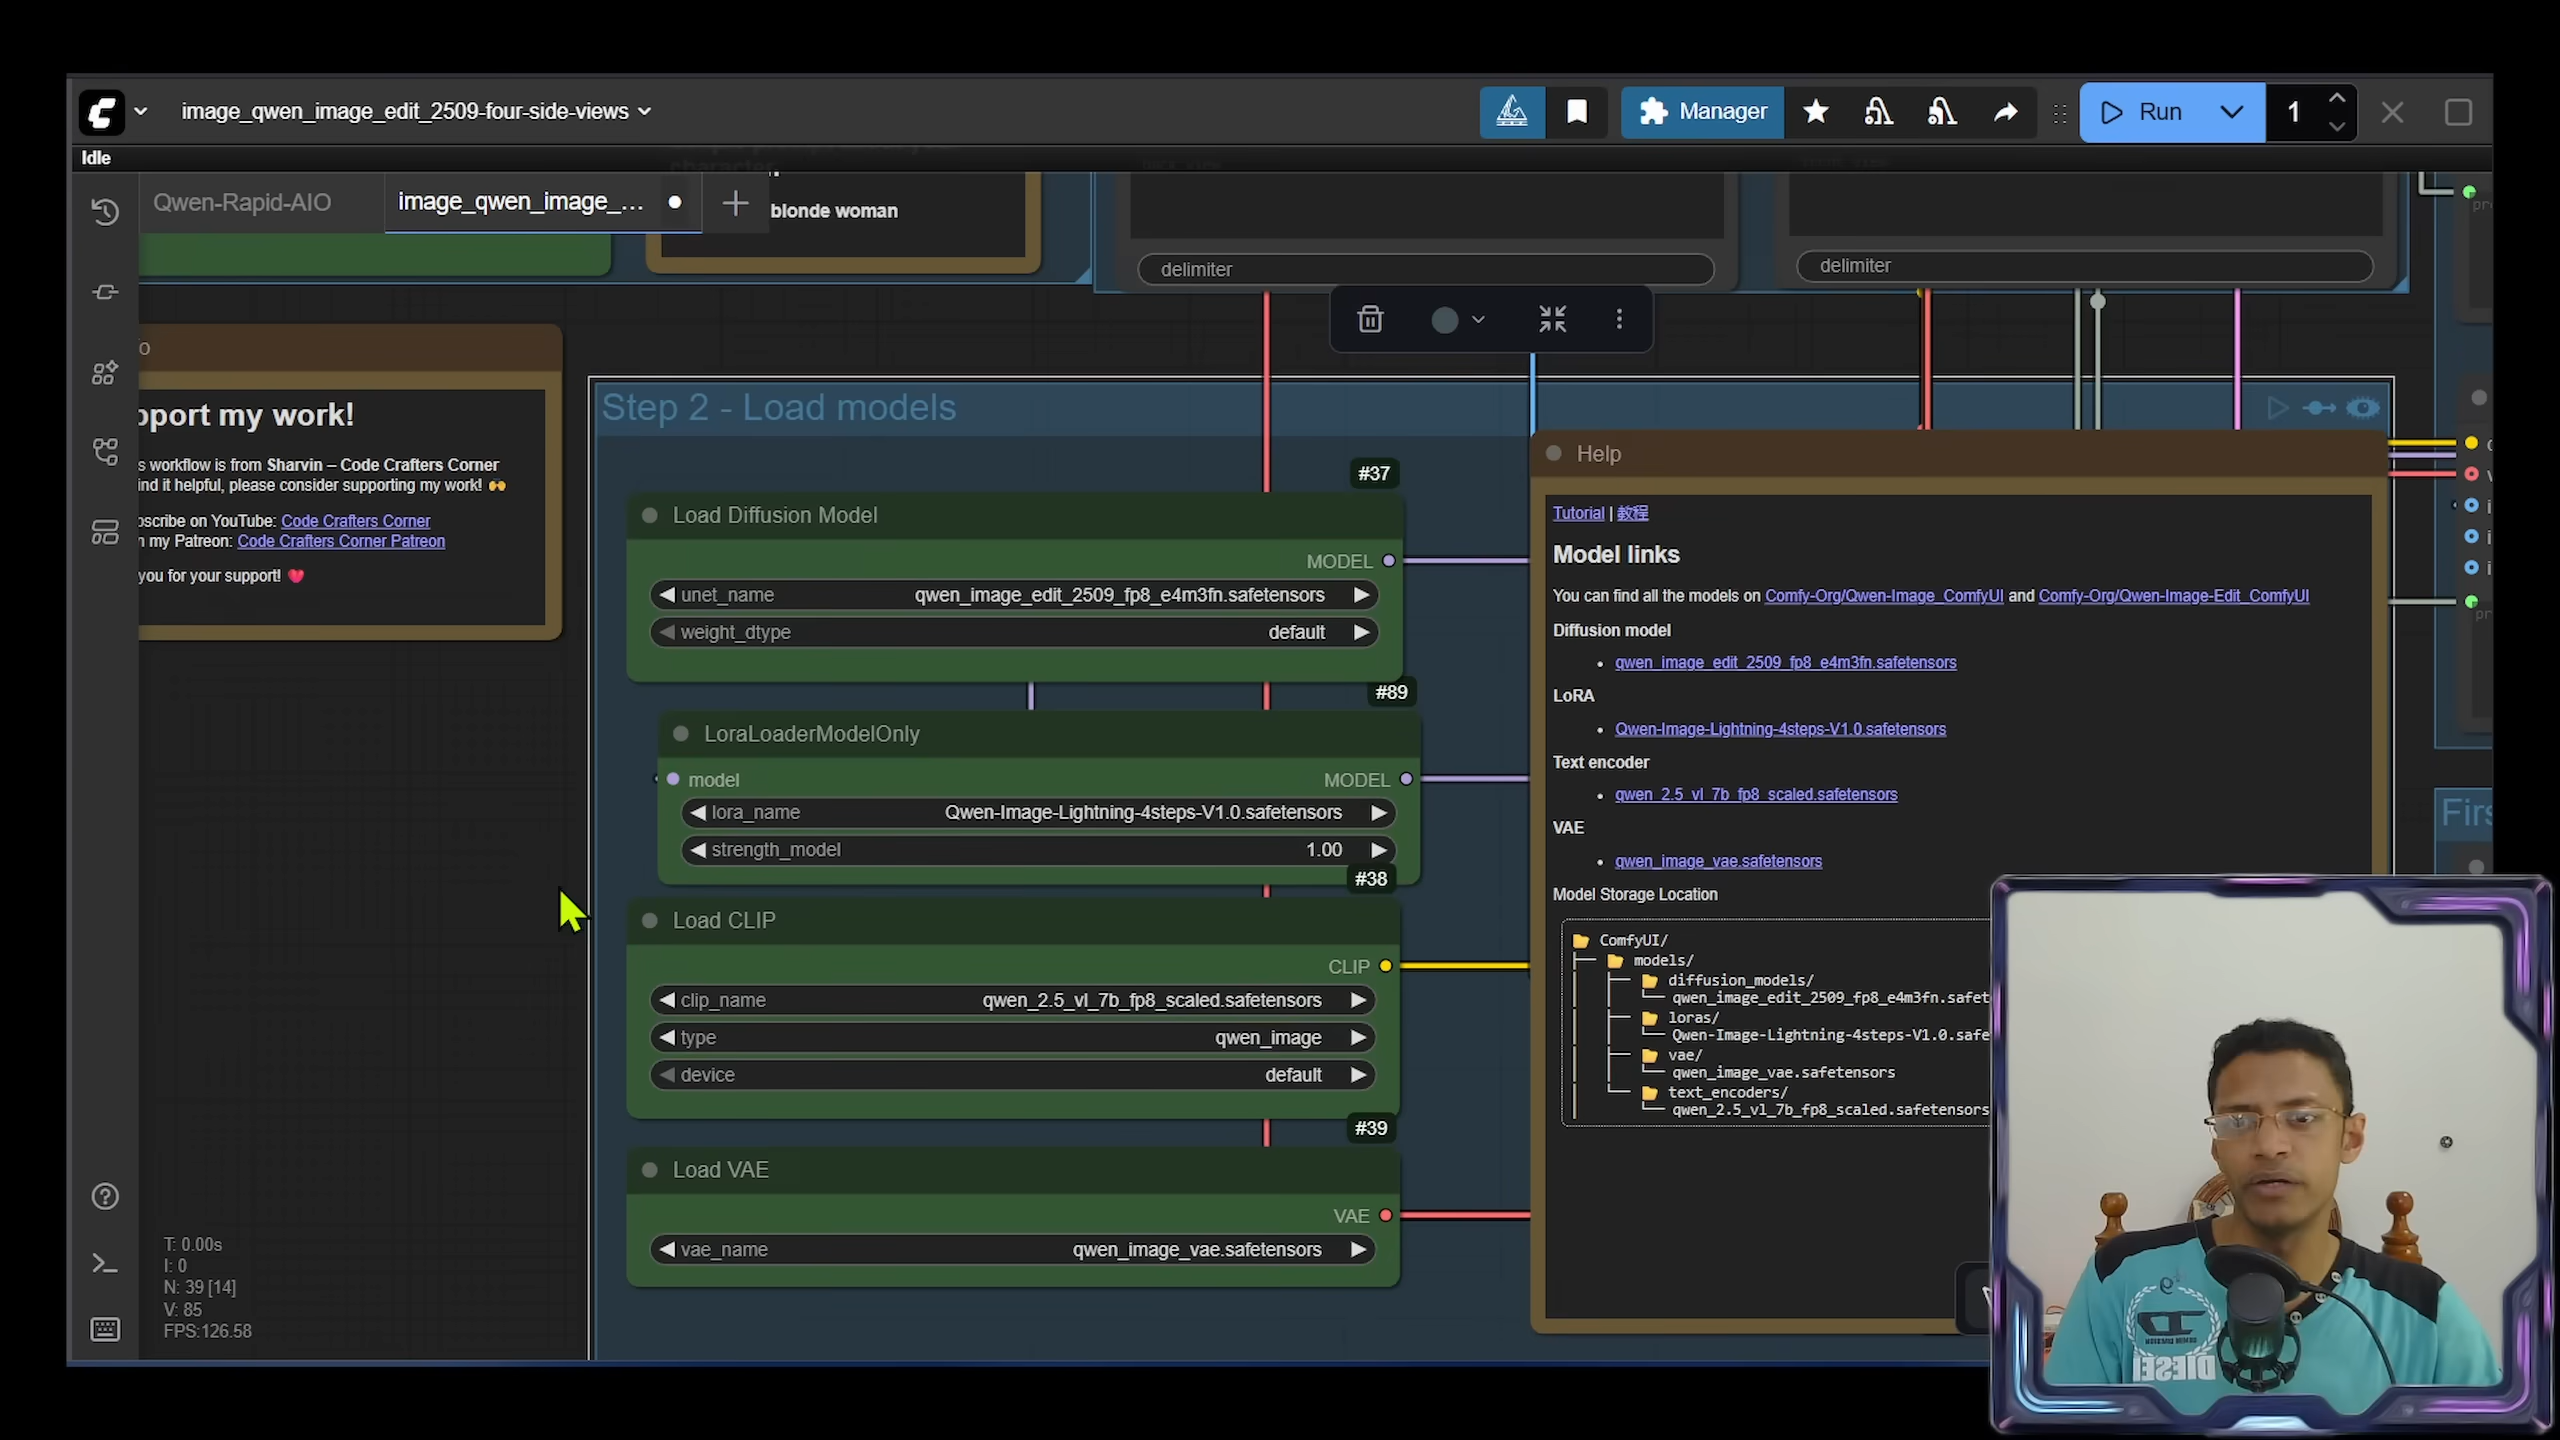 image_qwen_image_edit_2509-four-side-views
Manager
Run
1
Idle
Qwen-Rapid-AIO
image_qwen_image_...
blonde woman
delimiter
delimiter
pport my work!
s workflow is from Sharvin – Code Crafters Corner
ind it helpful, please consider supporting my work! 🙌
bscribe on YouTube: Code Crafters Corner
n my Patreon: Code Crafters Corner Patreon
you for your support! ❤️
Step 2 - Load models
#37
Load Diffusion Model
MODEL
unet_name qwen_image_edit_2509_fp8_e4m3fn.safetensors
weight_dtype default
#89
LoraLoaderModelOnly
model MODEL
lora_name Qwen-Image-Lightning-4steps-V1.0.safetensors
strength_model 1.00
#38
Load CLIP
CLIP
clip_name qwen_2.5_vl_7b_fp8_scaled.safetensors
type qwen_image
device default
#39
Load VAE
VAE
vae_name qwen_image_vae.safetensors
Help
Tutorial | 教程
Model links
You can find all the models on Comfy-Org/Qwen-Image_ComfyUI and Comfy-Org/Qwen-Image-Edit_ComfyUI
Diffusion model
• qwen_image_edit_2509_fp8_e4m3fn.safetensors
LoRA
• Qwen-Image-Lightning-4steps-V1.0.safetensors
Text encoder
• qwen_2.5_vl_7b_fp8_scaled.safetensors
VAE
• qwen_image_vae.safetensors
Model Storage Location
ComfyUI/
models/
diffusion_models/
qwen_image_edit_2509_fp8_e4m3fn.safet
loras/
Qwen-Image-Lightning-4steps-V1.0.safe
vae/
qwen_image_vae.safetensors
text_encoders/
qwen_2.5_vl_7b_fp8_scaled.safetensors
Firs
T: 0.00s
I: 0
N: 39 [14]
V: 85
FPS:126.58
DIESEL